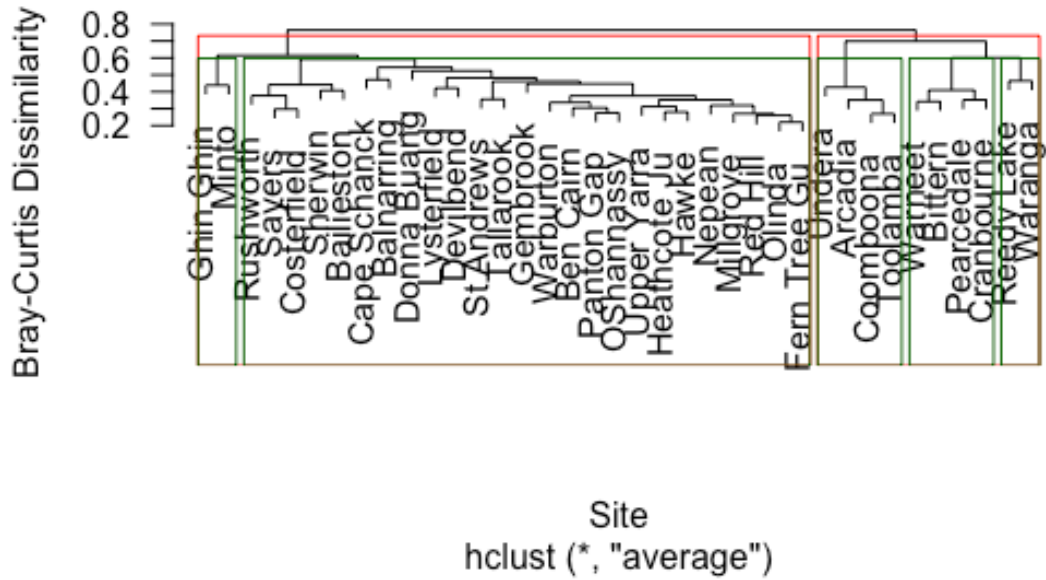 Bray-Curtis Dissimilarity
0.8
0.6
0.4
0.2
Ghin Ghin
Minto
Rushworth
Sayers
Costerfield
Sherwin
Bailieston
Cape Schanck
Balnarring
Donna Buang
Lysterfield
Devilbend
St.Andrews
Tallarook
Gembrook
Warburton
Ben Cairn
Panton Gap
OShannassy
Upper Yarra
Heathcote Ju
Hawke
Nepean
Millgrove
Red Hill
Olinda
Fern Tree Gu
Undera
Arcadia
Coomboona
Toolamba
Warneet
Bittern
Pearcedale
Cranbourne
Reedy Lake
Waranga
Site
hclust (*, "average")